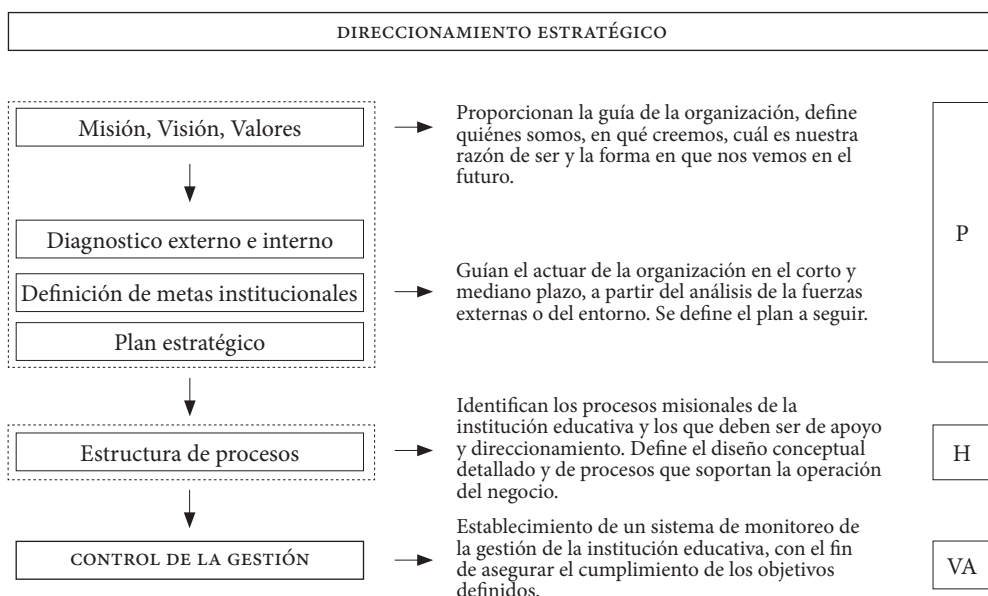 DIRECCIONAMIENTO ESTRATÉGICO
Misión, Visión, Valores
Proporcionan la guía de la organización, define
quiénes somos, en qué creemos, cuál es nuestra
razón de ser y la forma en que nos vemos en el
futuro.
P
Diagnostico externo e interno
Definición de metas institucionales
Plan estratégico
Guían el actuar de la organización en el corto y
mediano plazo, a partir del análisis de la fuerzas
externas o del entorno. Se define el plan a seguir.
Estructura de procesos
Identifican los procesos misionales de la
institución educativa y los que deben ser de apoyo
y direccionamiento. Define el diseño conceptual
detallado y de procesos que soportan la operación
del negocio.
H
CONTROL DE LA GESTIÓN
Establecimiento de un sistema de monitoreo de
la gestión de la institución educativa, con el fin
de asegurar el cumplimiento de los objetivos
definidos.
VA